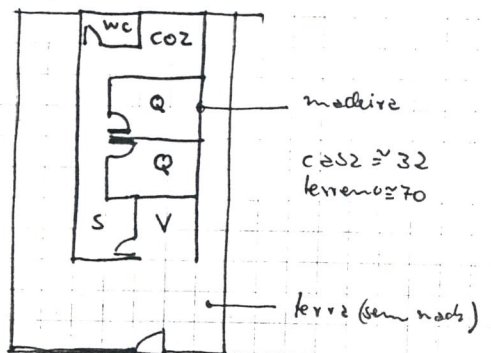 WC
COZ
Q
madeira
Q
casa ≅ 32
terreno ≅ 70
S V
terra (sem nada)